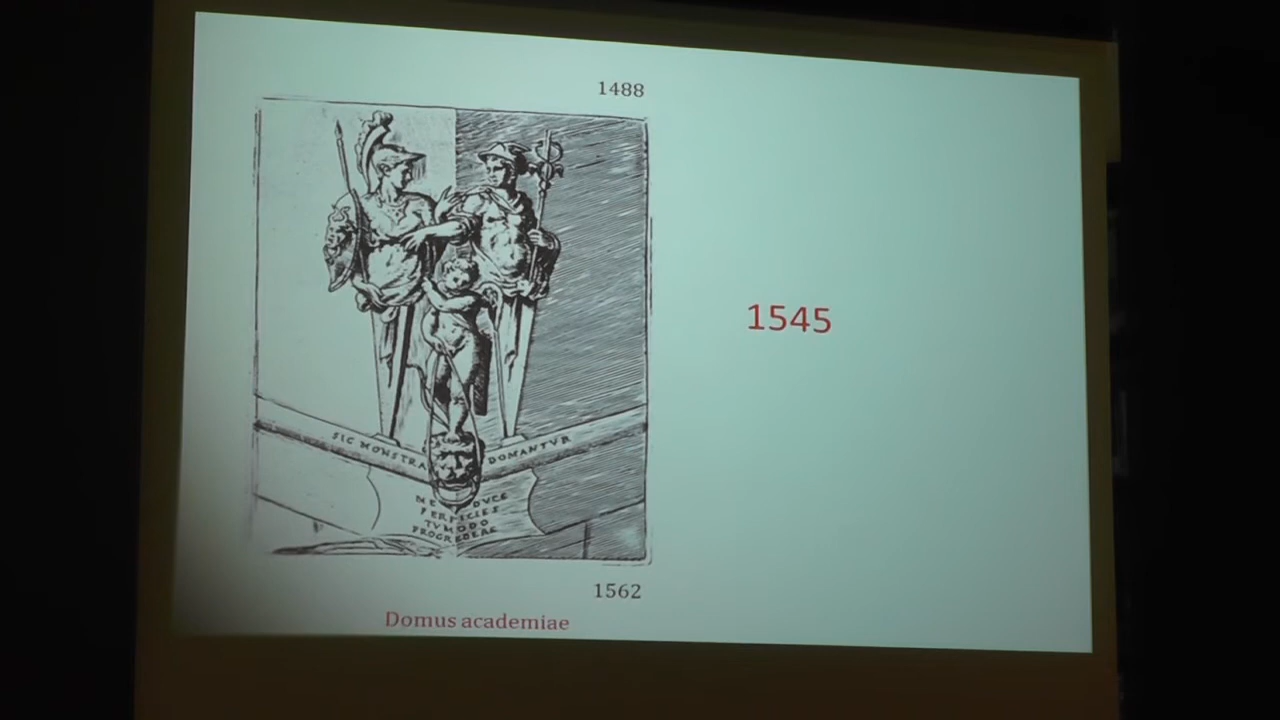 1488
1545
SIC MONSTRA DOMANTVR
ME DVCE
PERFICIES
TV MODO
PROGREDERE
1562
Domus academiae